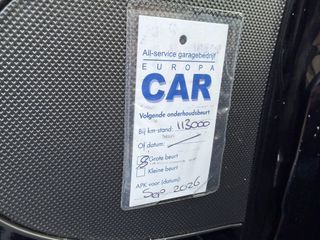 All-service garagebedrijf
EUROPA
CAR
Volgende onderhoudsbeurt
Bij km-stand: 113000
Of datum:
Grote beurt
Kleine beurt
APK voor (datum):
Sep 2026